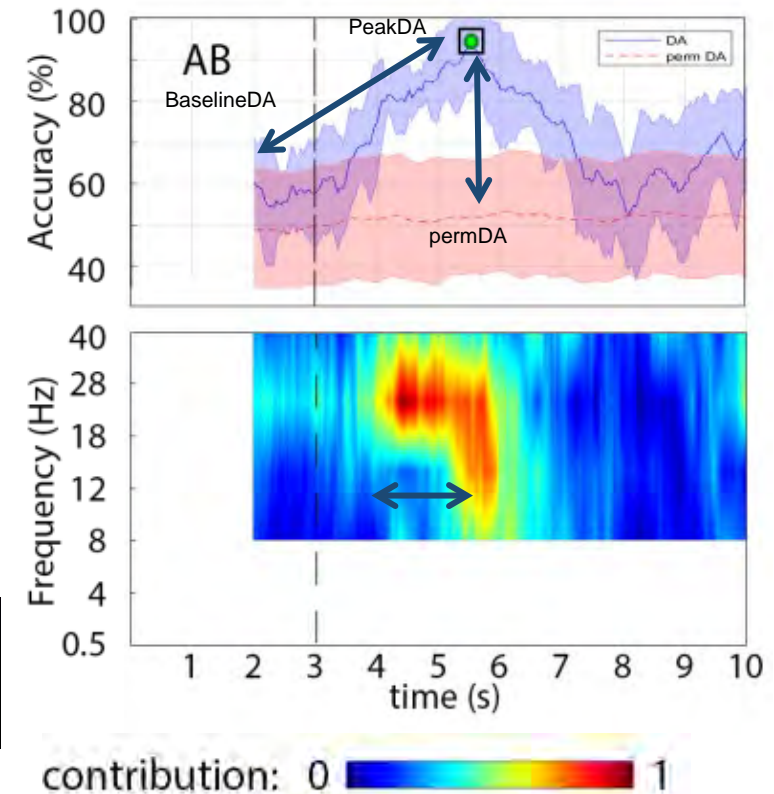 100
80
60
40
Accuracy (%)
AB
PeakDA
BaselineDA
permDA
DA
perm DA
40
28
18
12
8
4
0.5
Frequency (Hz)
1 2 3 4 5 6 7 8 9 10
time (s)
contribution: 0 1